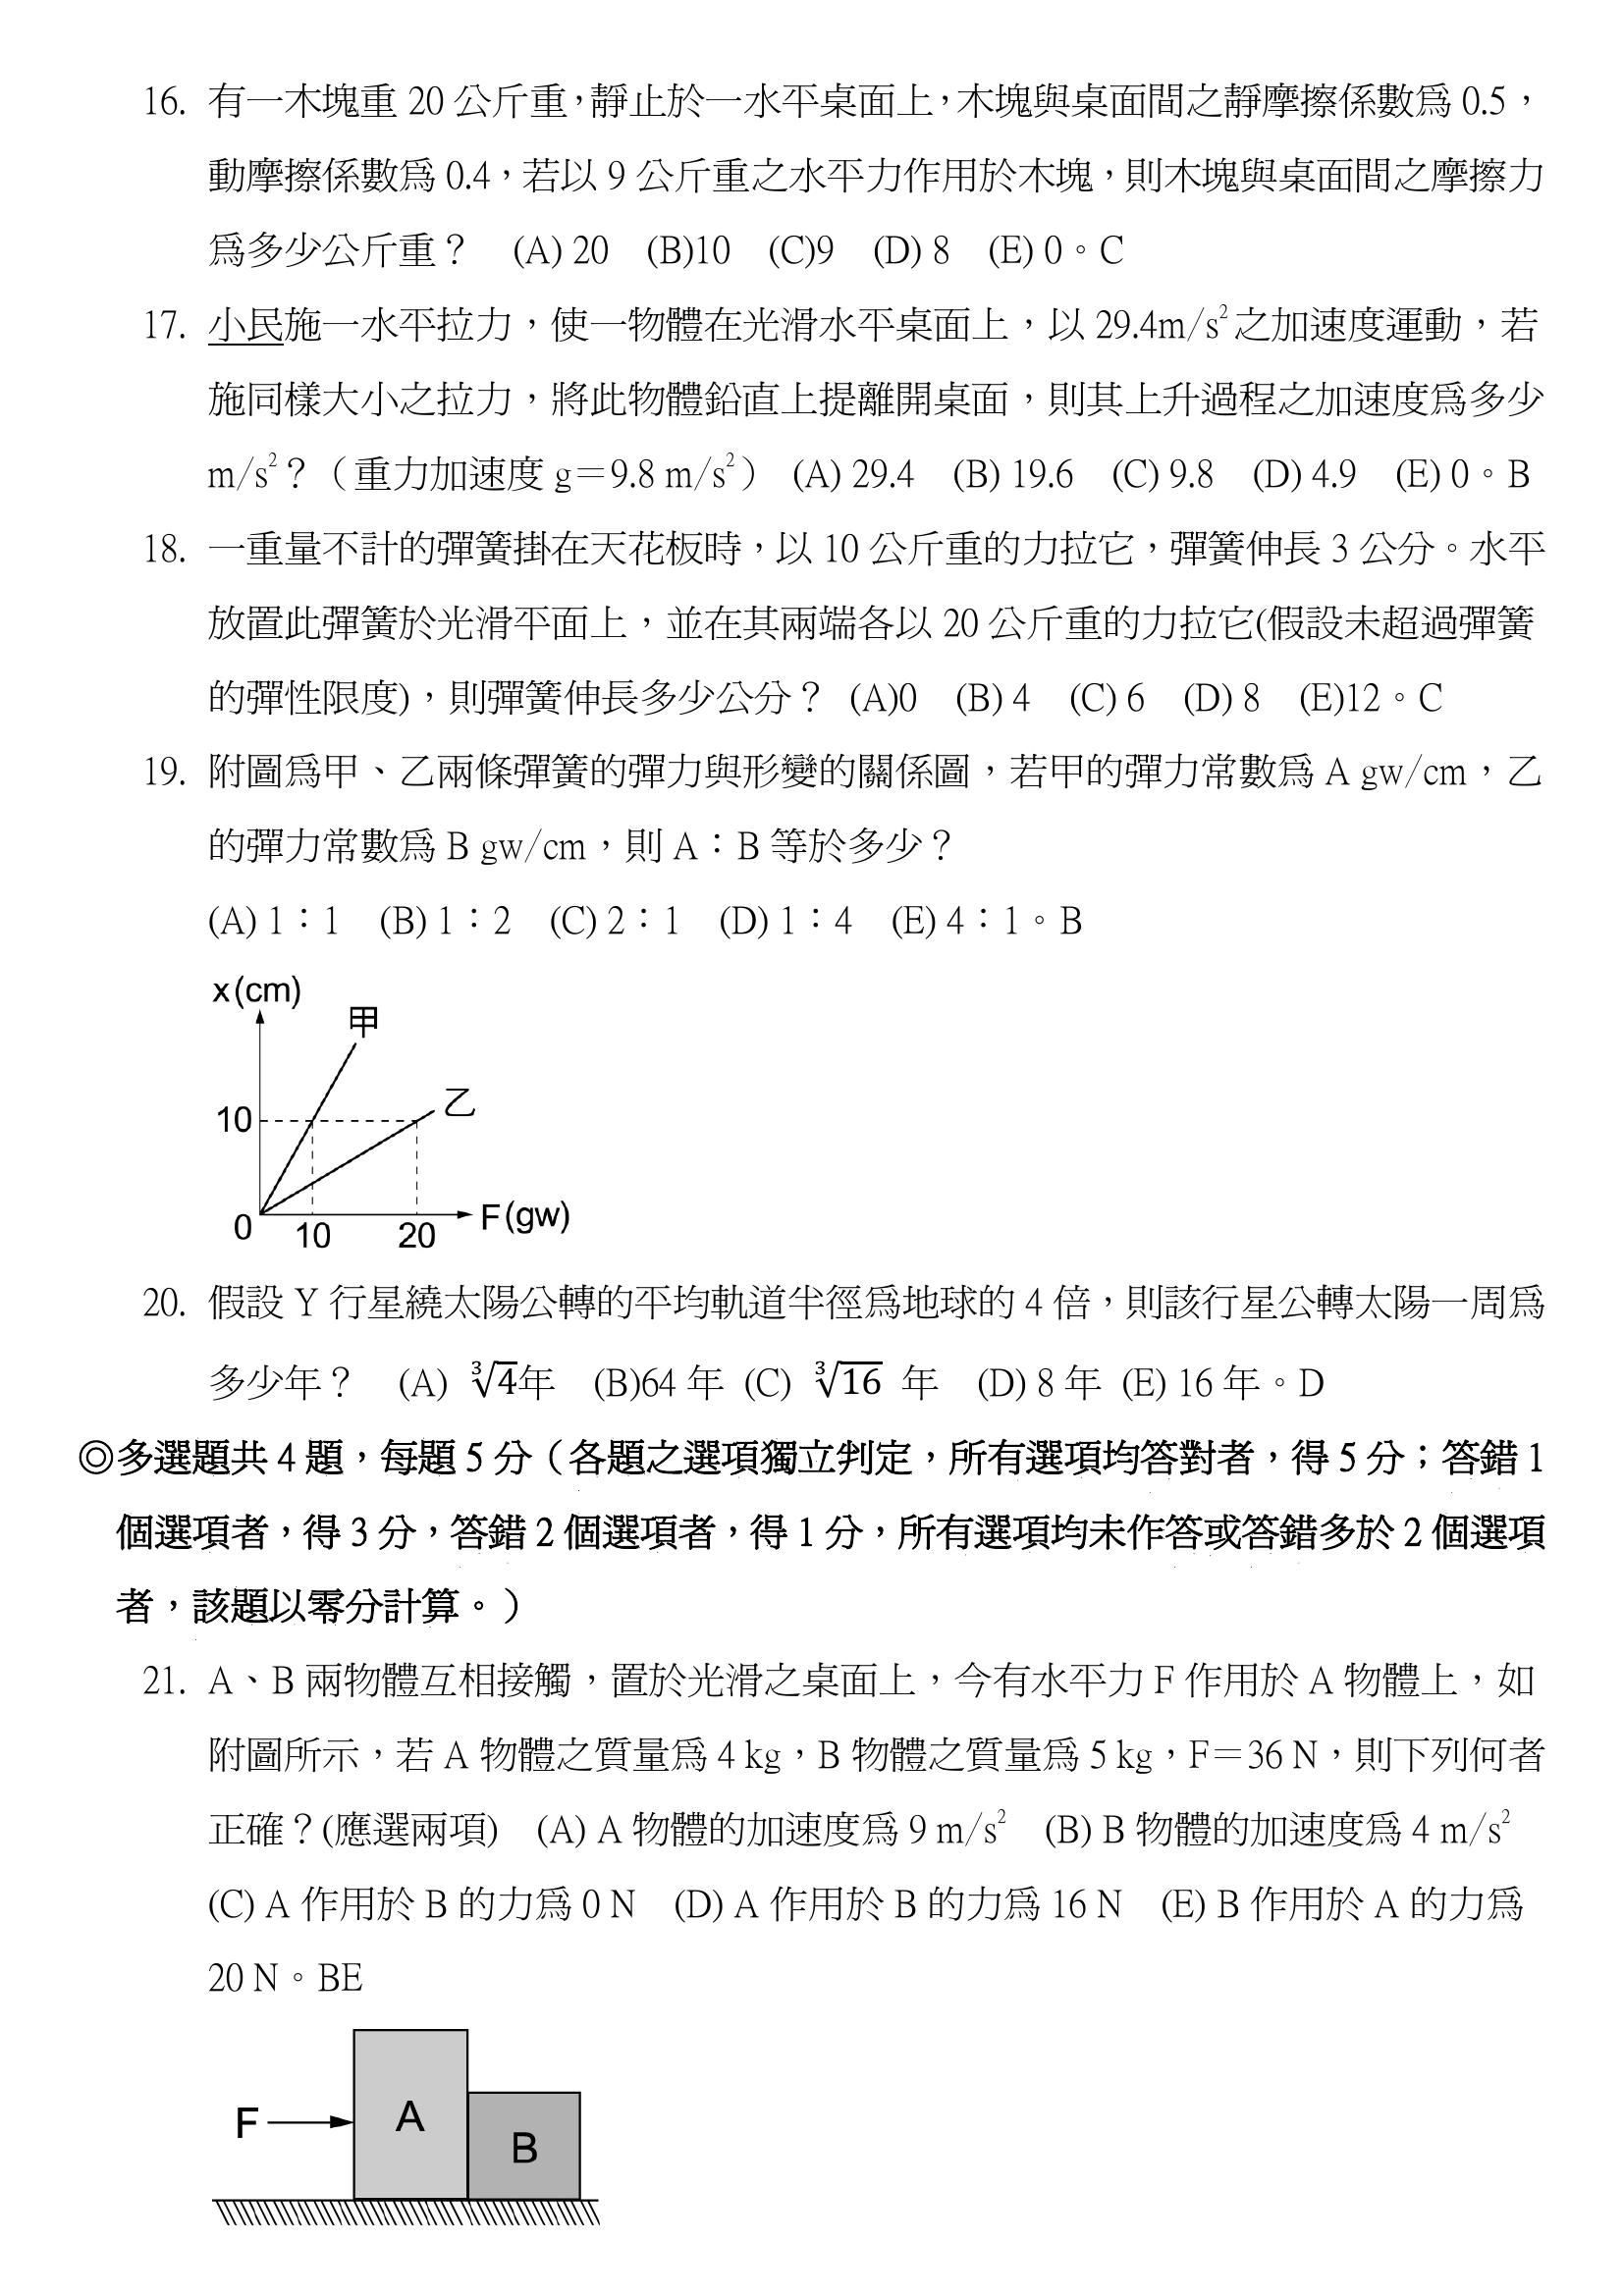 16. 有一木塊重 20 公斤重，靜止於一水平桌面上，木塊與桌面間之靜摩擦係數為 0.5，
動摩擦係數為 0.4，若以 9 公斤重之水平力作用於木塊，則木塊與桌面間之摩擦力
為多少公斤重？ (A) 20 (B)10 (C)9 (D) 8 (E) 0。C
17. 小民施一水平拉力，使一物體在光滑水平桌面上，以 29.4m/s²之加速度運動，若
施同樣大小之拉力，將此物體鉛直上提離開桌面，則其上升過程之加速度為多少
m/s²？（重力加速度 g＝9.8 m/s²） (A) 29.4 (B) 19.6 (C) 9.8 (D) 4.9 (E) 0。B
18. 一重量不計的彈簧掛在天花板時，以 10 公斤重的力拉它，彈簧伸長 3 公分。水平
放置此彈簧於光滑平面上，並在其兩端各以 20 公斤重的力拉它(假設未超過彈簧
的彈性限度)，則彈簧伸長多少公分？ (A)0 (B) 4 (C) 6 (D) 8 (E)12。C
19. 附圖為甲、乙兩條彈簧的彈力與形變的關係圖，若甲的彈力常數為 A gw/cm，乙
的彈力常數為 B gw/cm，則 A：B 等於多少？
(A) 1：1 (B) 1：2 (C) 2：1 (D) 1：4 (E) 4：1。B
x(cm)
甲
乙
10
0 10 20 F(gw)
20. 假設 Y 行星繞太陽公轉的平均軌道半徑為地球的 4 倍，則該行星公轉太陽一周為
多少年？ (A) ∛4年 (B)64 年 (C) ∛16 年 (D) 8 年 (E) 16 年。D
◎多選題共 4 題，每題 5 分（各題之選項獨立判定，所有選項均答對者，得 5 分；答錯 1
個選項者，得 3 分，答錯 2 個選項者，得 1 分，所有選項均未作答或答錯多於 2 個選項
者，該題以零分計算。）
21. A、B 兩物體互相接觸，置於光滑之桌面上，今有水平力 F 作用於 A 物體上，如
附圖所示，若 A 物體之質量為 4 kg，B 物體之質量為 5 kg，F＝36 N，則下列何者
正確？(應選兩項) (A) A 物體的加速度為 9 m/s² (B) B 物體的加速度為 4 m/s²
(C) A 作用於 B 的力為 0 N (D) A 作用於 B 的力為 16 N (E) B 作用於 A 的力為
20 N。BE
F A B